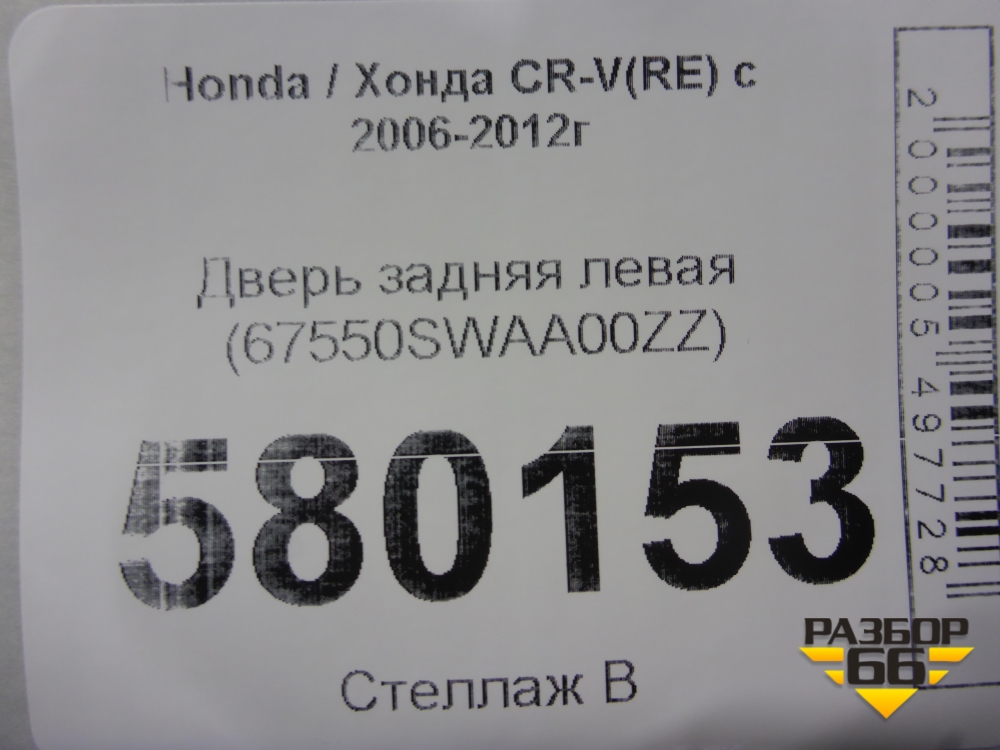 Honda / Хонда CR-V(RE) с
2006-2012г
Дверь задняя левая
(67550SWAA00ZZ)
580153
Стеллаж В
2000005497728
РАЗБОР
66